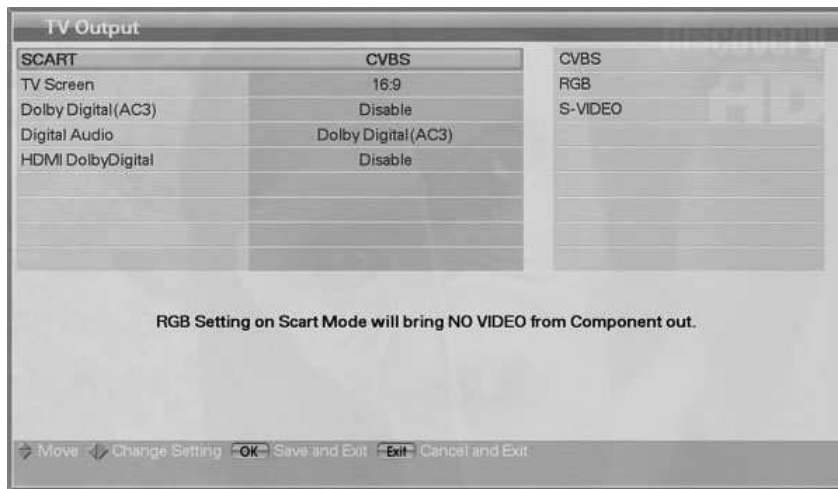 TV Output
Discovery
HD
SCART CVBS
TV Screen 16:9
Dolby Digital(AC3) Disable
Digital Audio Dolby Digital(AC3)
HDMI DolbyDigital Disable
CVBS
RGB
S-VIDEO
RGB Setting on Scart Mode will bring NO VIDEO from Component out.
Move Change Setting OK Save and Exit Exit Cancel and Exit